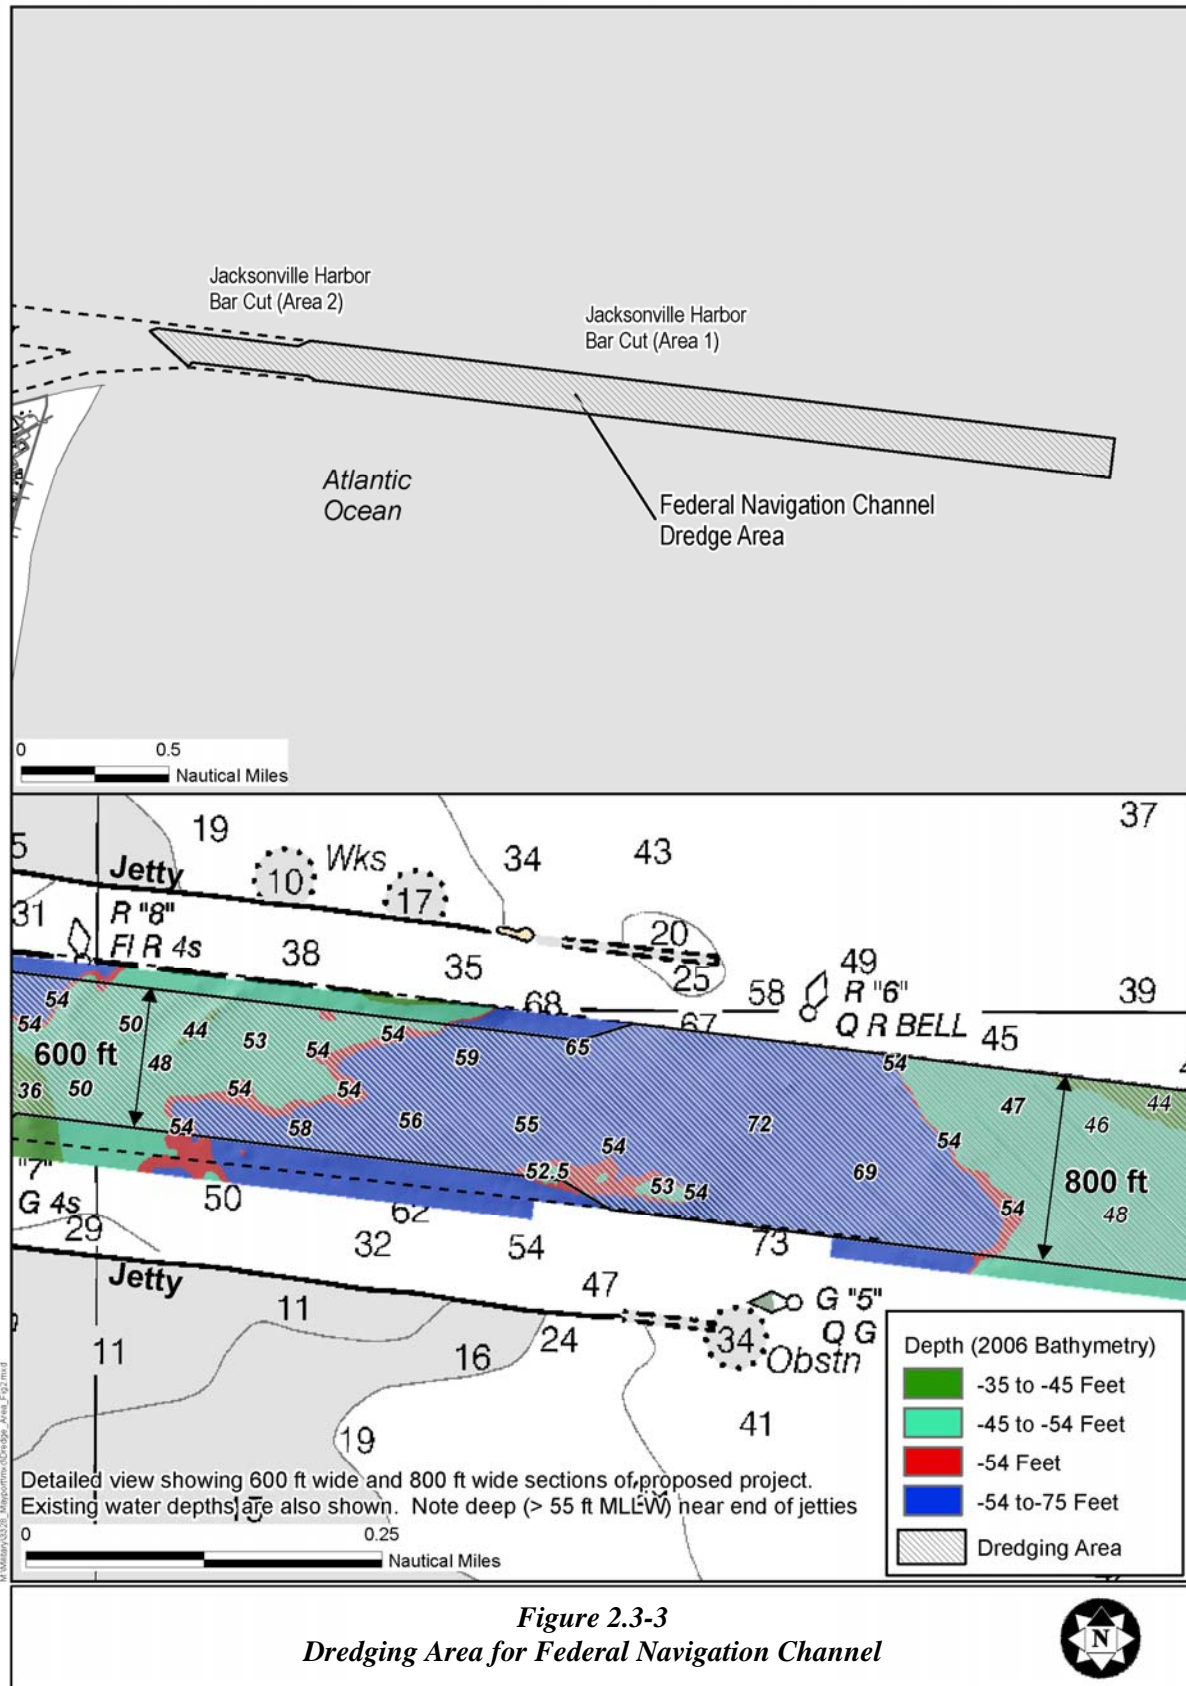 Jacksonville Harbor
Bar Cut (Area 2)
Jacksonville Harbor
Bar Cut (Area 1)
Atlantic
Ocean
Federal Navigation Channel
Dredge Area
0 0.5
Nautical Miles
5 19 37
Wks 34 43
Jetty 10 17
31 R "8" 20
Fl R 4s 38 35 25 49
58 R "6" 39
68 67 Q R BELL 45
54 50 44 53 54 65 54
54 54 59
600 ft 48
36 50 54 54 47 46 44
54 58 56 55 54 72 54
52.5 53 54 69 800 ft
54 48
"7"
G 4s 50 62
29 32 54 73
Jetty 47 G "5"
11 Q G
11 16 24 34 Obstn
19 41
Detailed view showing 600 ft wide and 800 ft wide sections of proposed project.
Existing water depths are also shown. Note deep (> 55 ft MLLW) near end of jetties
0 0.25
Nautical Miles
Depth (2006 Bathymetry)
-35 to -45 Feet
-45 to -54 Feet
-54 Feet
-54 to-75 Feet
Dredging Area
Figure 2.3-3
Dredging Area for Federal Navigation Channel
N